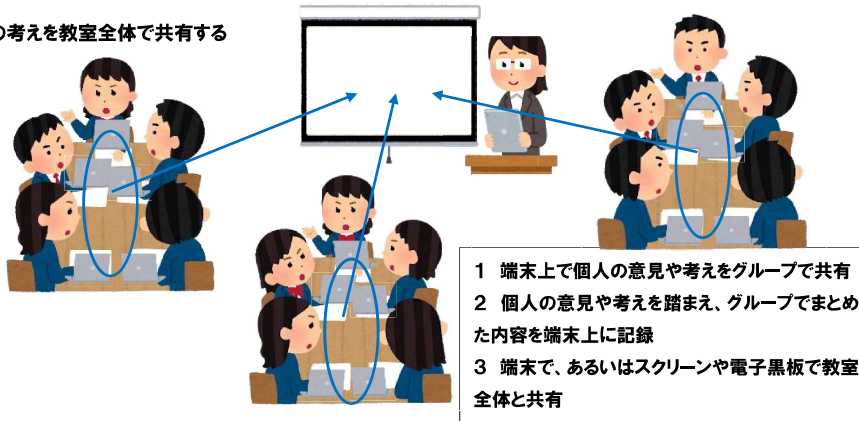 の考えを教室全体で共有する
１ 端末上で個人の意見や考えをグループで共有
２ 個人の意見や考えを踏まえ、グループでまとめ
た内容を端末上に記録
３ 端末で、あるいはスクリーンや電子黒板で教室
全体と共有